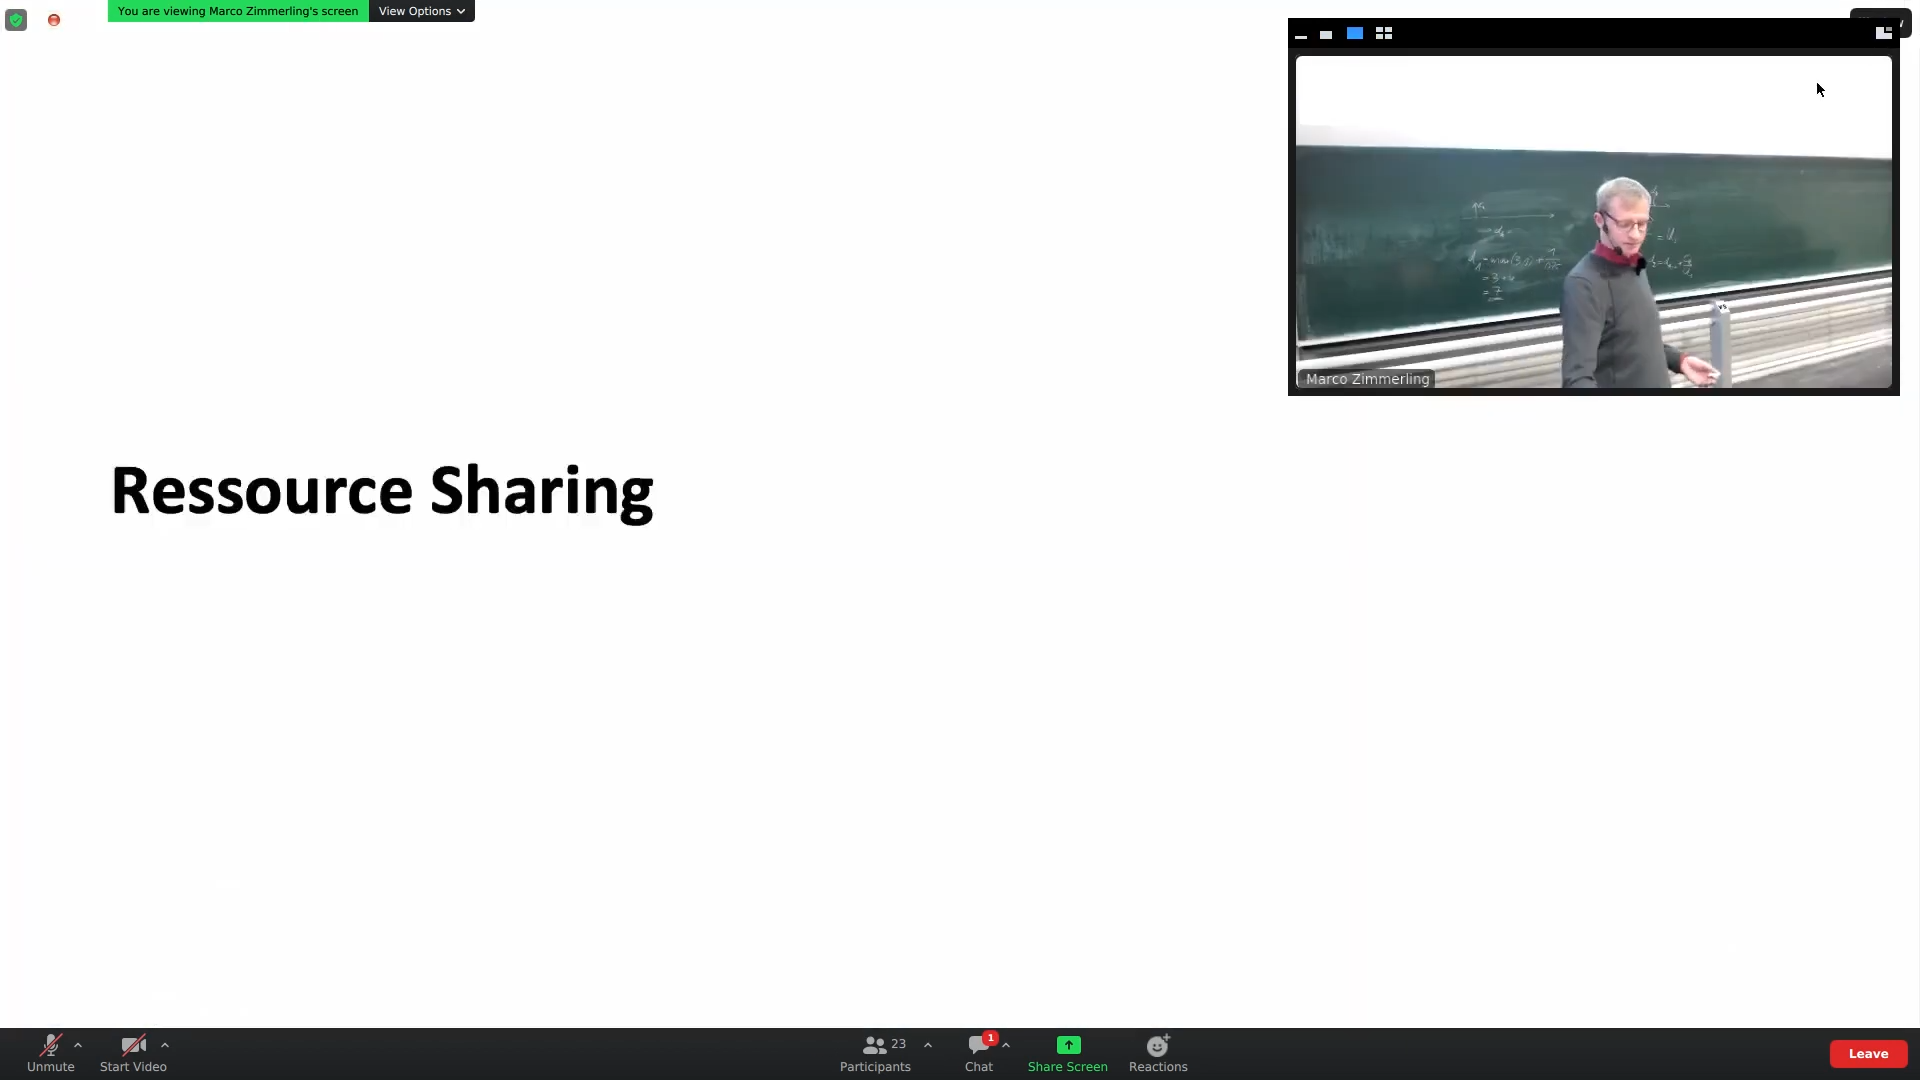 You are viewing Marco Zimmerling's screen
View Options
Marco Zimmerling
Ressource Sharing
Unmute
Start Video
23
Participants
1
Chat
Share Screen
Reactions
Leave